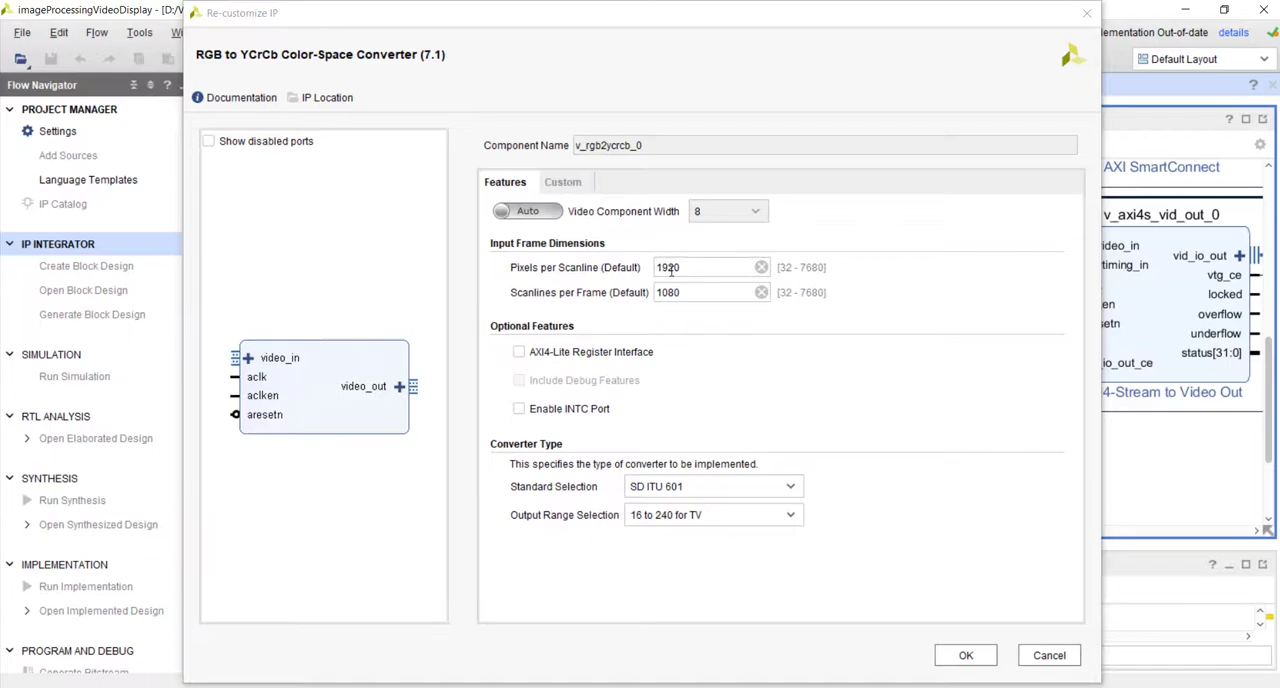 imageProcessingVideoDisplay - [D:/V
Re-customize IP
File Edit Flow Tools Wi
ementation Out-of-date details
RGB to YCrCb Color-Space Converter (7.1)
Default Layout
Flow Navigator
Documentation IP Location
PROJECT MANAGER
Settings
Add Sources
Language Templates
IP Catalog
IP INTEGRATOR
Create Block Design
Open Block Design
Generate Block Design
SIMULATION
Run Simulation
RTL ANALYSIS
Open Elaborated Design
SYNTHESIS
Run Synthesis
Open Synthesized Design
IMPLEMENTATION
Run Implementation
Open Implemented Design
PROGRAM AND DEBUG
Generate Bitstream
Show disabled ports
video_in
aclk
aclken
aresetn
video_out
Component Name v_rgb2ycrcb_0
Features Custom
Auto Video Component Width 8
Input Frame Dimensions
Pixels per Scanline (Default) 1920 [32 - 7680]
Scanlines per Frame (Default) 1080 [32 - 7680]
Optional Features
AXI4-Lite Register Interface
Include Debug Features
Enable INTC Port
Converter Type
This specifies the type of converter to be implemented.
Standard Selection SD ITU 601
Output Range Selection 16 to 240 for TV
OK Cancel
AXI SmartConnect
v_axi4s_vid_out_0
ideo_in
timing_in
en
setn
io_out_ce
vid_io_out
vtg_ce
locked
overflow
underflow
status[31:0]
4-Stream to Video Out